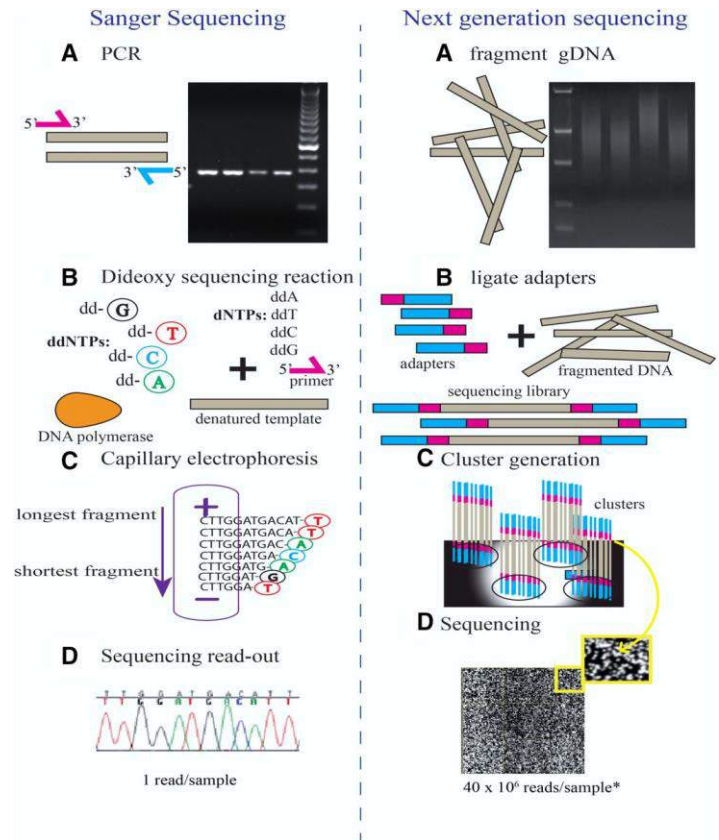 Sanger Sequencing
A PCR
5' 3'
3' 5'
B Dideoxy sequencing reaction
dd- G
dd- T
ddNTPs:
dd- C
dd- A
ddA
dNTPs: ddT
ddC
ddG
5' 3'
primer
+
DNA polymerase
denatured template
C Capillary electrophoresis
+
longest fragment
shortest fragment
CTTGGATGACAT-T
CTTGGATGACA-T
CTTGGATGAC-A
CTTGGATGA-C
CTTGGATG-A
CTTGGAT-G
CTTGGA-T
–
D Sequencing read-out
T T G G A T G A C A T T
T T G G A T G A C A T T
1 read/sample
Next generation sequencing
A fragment gDNA
B ligate adapters
+
adapters
fragmented DNA
sequencing library
C Cluster generation
clusters
D Sequencing
40 x 10⁶ reads/sample*